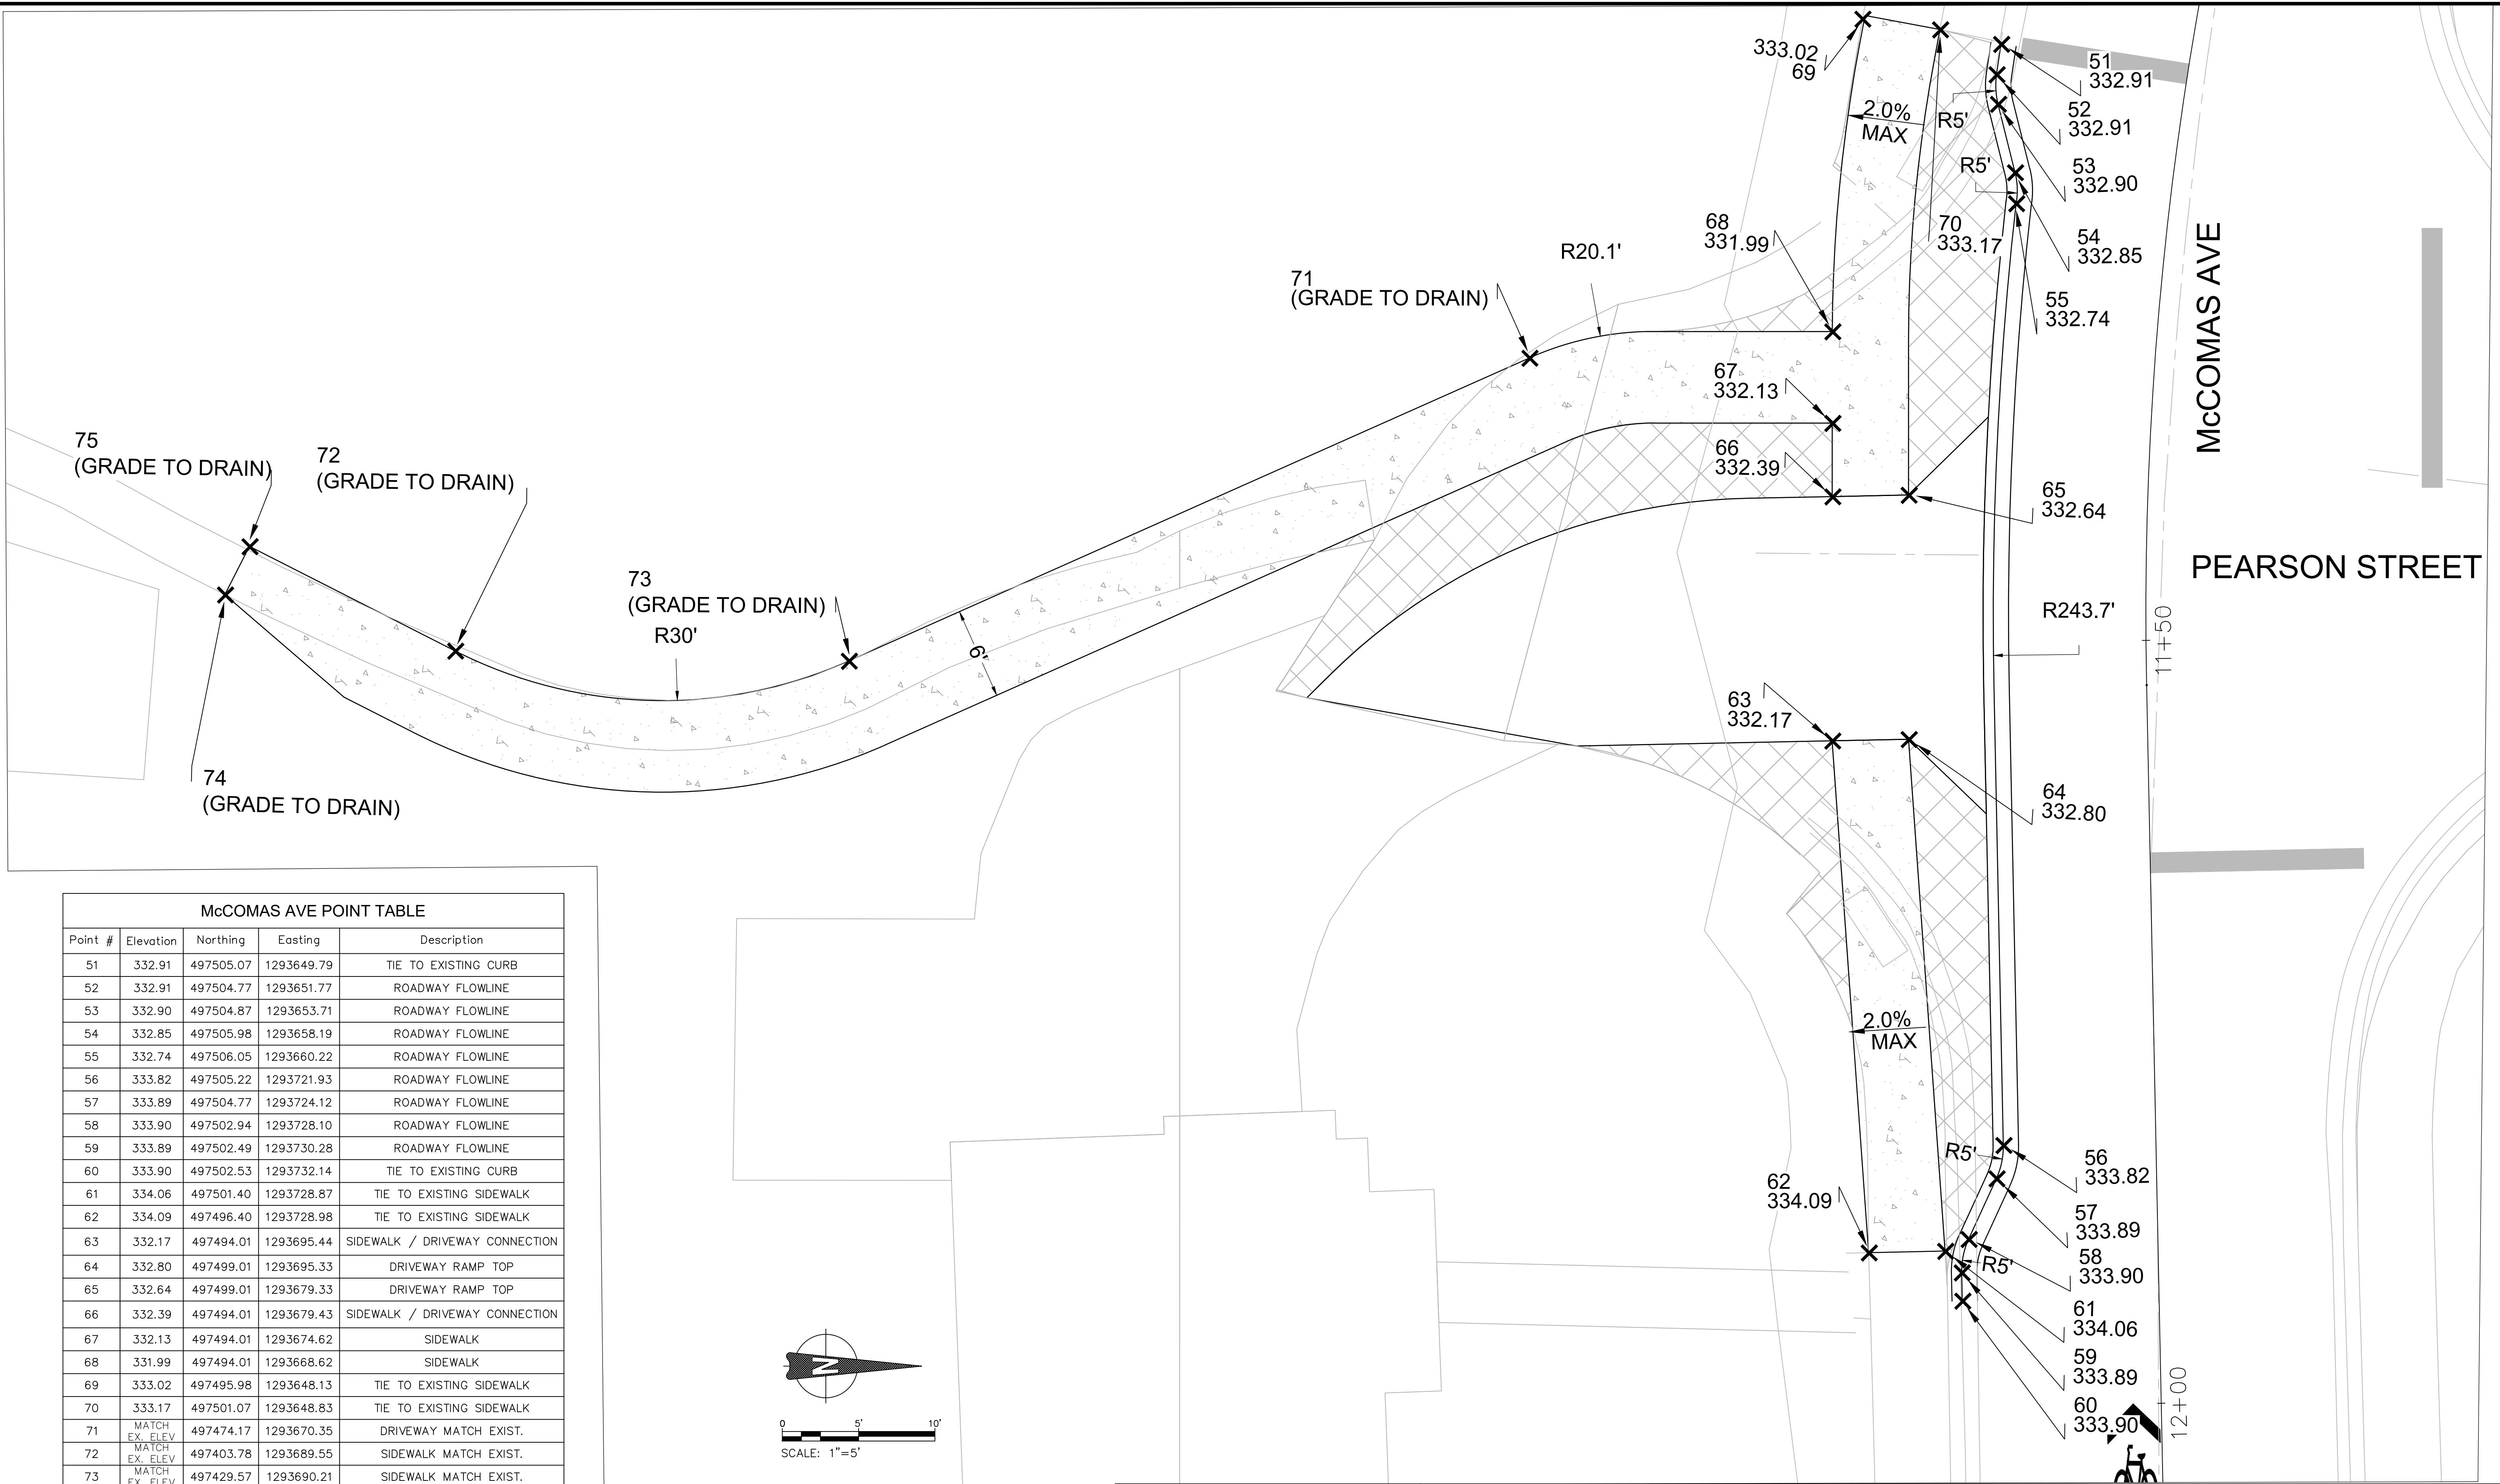 333.02
69
51
332.91
52
332.91
2.0%
MAX
R5'
R5'
53
332.90
68
331.99
70
333.17
54
332.85
McCOMAS AVE
R20.1'
71
(GRADE TO DRAIN)
55
332.74
67
332.13
75
(GRADE TO DRAIN)
72
(GRADE TO DRAIN)
66
332.39
65
332.64
PEARSON STREET
73
(GRADE TO DRAIN)
R30'
6'
R243.7'
11+50
63
332.17
74
(GRADE TO DRAIN)
64
332.80
2.0%
MAX
R5'
56
333.82
62
334.09
57
333.89
58
333.90
R5'
61
334.06
59
333.89
60
333.90
12+00
McCOMAS AVE POINT TABLE
Point # Elevation Northing Easting Description
51 332.91 497505.07 1293649.79 TIE TO EXISTING CURB
52 332.91 497504.77 1293651.77 ROADWAY FLOWLINE
53 332.90 497504.87 1293653.71 ROADWAY FLOWLINE
54 332.85 497505.98 1293658.19 ROADWAY FLOWLINE
55 332.74 497506.05 1293660.22 ROADWAY FLOWLINE
56 333.82 497505.22 1293721.93 ROADWAY FLOWLINE
57 333.89 497504.77 1293724.12 ROADWAY FLOWLINE
58 333.90 497502.94 1293728.10 ROADWAY FLOWLINE
59 333.89 497502.49 1293730.28 ROADWAY FLOWLINE
60 333.90 497502.53 1293732.14 TIE TO EXISTING CURB
61 334.06 497501.40 1293728.87 TIE TO EXISTING SIDEWALK
62 334.09 497496.40 1293728.98 TIE TO EXISTING SIDEWALK
63 332.17 497494.01 1293695.44 SIDEWALK / DRIVEWAY CONNECTION
64 332.80 497499.01 1293695.33 DRIVEWAY RAMP TOP
65 332.64 497499.01 1293679.33 DRIVEWAY RAMP TOP
66 332.39 497494.01 1293679.43 SIDEWALK / DRIVEWAY CONNECTION
67 332.13 497494.01 1293674.62 SIDEWALK
68 331.99 497494.01 1293668.62 SIDEWALK
69 333.02 497495.98 1293648.13 TIE TO EXISTING SIDEWALK
70 333.17 497501.07 1293648.83 TIE TO EXISTING SIDEWALK
71 MATCH EX. ELEV 497474.17 1293670.35 DRIVEWAY MATCH EXIST.
72 MATCH EX. ELEV 497403.78 1293689.55 SIDEWALK MATCH EXIST.
73 MATCH EX. ELEV 497429.57 1293690.21 SIDEWALK MATCH EXIST.
N
0 5' 10'
SCALE: 1"=5'